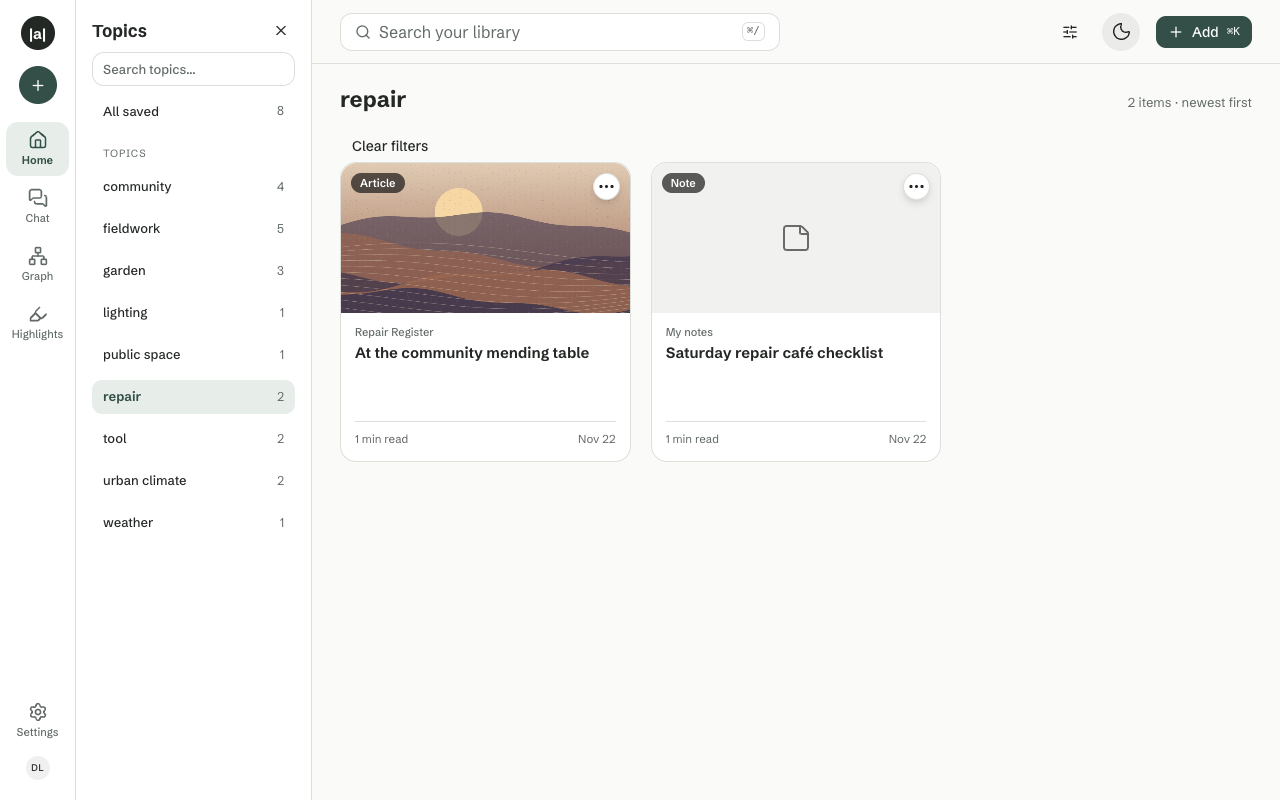 |a|
Home
Chat
Graph
Highlights
Settings
DL
Topics
Search topics...
All saved 8
TOPICS
community 4
fieldwork 5
garden 3
lighting 1
public space 1
repair 2
tool 2
urban climate 2
weather 1
Search your library ⌘/
Add ⌘K
repair
2 items · newest first
Clear filters
Article
Repair Register
At the community mending table
1 min read Nov 22
Note
My notes
Saturday repair café checklist
1 min read Nov 22